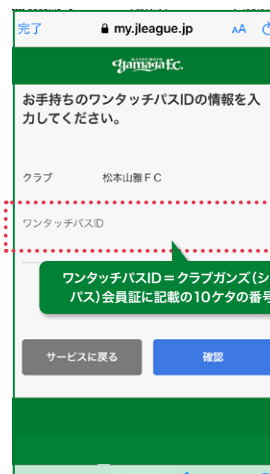 完了 my.jleague.jp AA
Yamaga F.C.
お手持ちのワンタッチパスIDの情報を入
力してください。
クラブ 松本山雅ＦＣ
ワンタッチパスID
ワンタッチパスID＝クラブガンズ（シ
パス）会員証に記載の10ケタの番号
サービスに戻る 確認